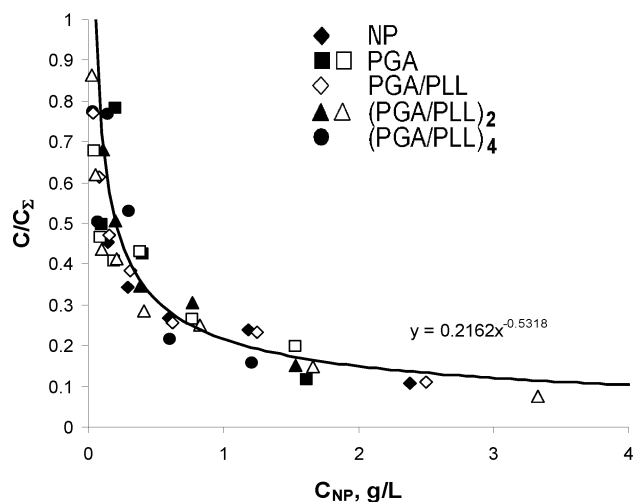 1
0.9
0.8
0.7
0.6
0.5
0.4
0.3
0.2
0.1
0
C/C_Σ
NP
PGA
PGA/PLL
(PGA/PLL)₂
(PGA/PLL)₄
y = 0.2162x^-0.5318
0 1 2 3 4
C_NP, g/L